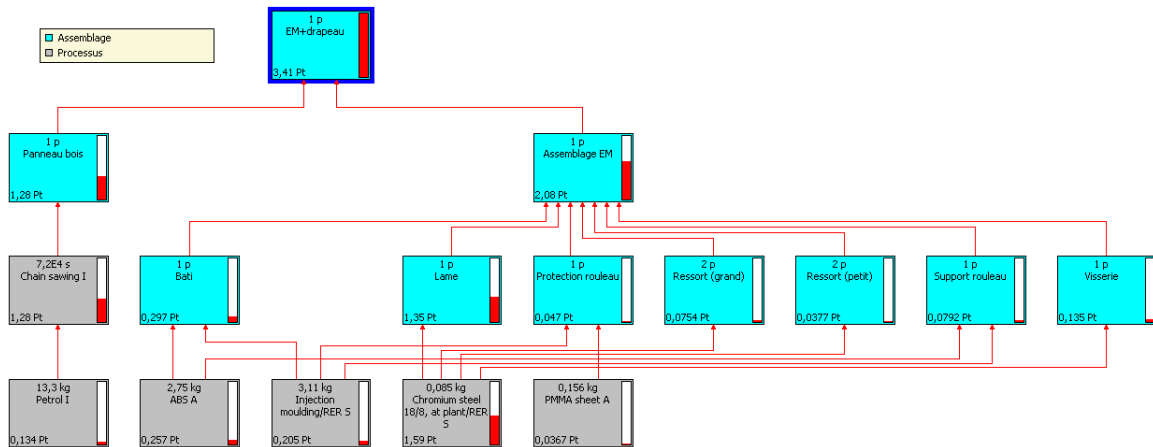 1 p
EM+drapeau
3,41 Pt
Assemblage
Processus
1 p
Panneau bois
1,28 Pt
1 p
Assemblage EM
2,08 Pt
7,2E4 s
Chain sawing I
1,28 Pt
1 p
Bati
0,297 Pt
1 p
Lame
1,35 Pt
1 p
Protection rouleau
0,047 Pt
2 p
Ressort (grand)
0,0754 Pt
2 p
Ressort (petit)
0,0377 Pt
1 p
Support rouleau
0,0792 Pt
1 p
Visserie
0,135 Pt
13,3 kg
Petrol I
0,134 Pt
2,75 kg
ABS A
0,257 Pt
3,11 kg
Injection
moulding/RER S
0,205 Pt
0,085 kg
Chromium steel
18/8, at plant/RER
S
1,59 Pt
0,156 kg
PMMA sheet A
0,0367 Pt